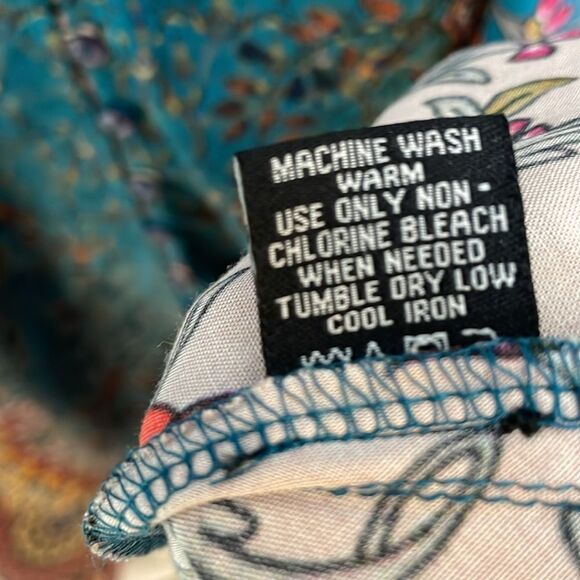 MACHINE WASH
WARM
USE ONLY NON-
CHLORINE BLEACH
WHEN NEEDED
TUMBLE DRY LOW
COOL IRON